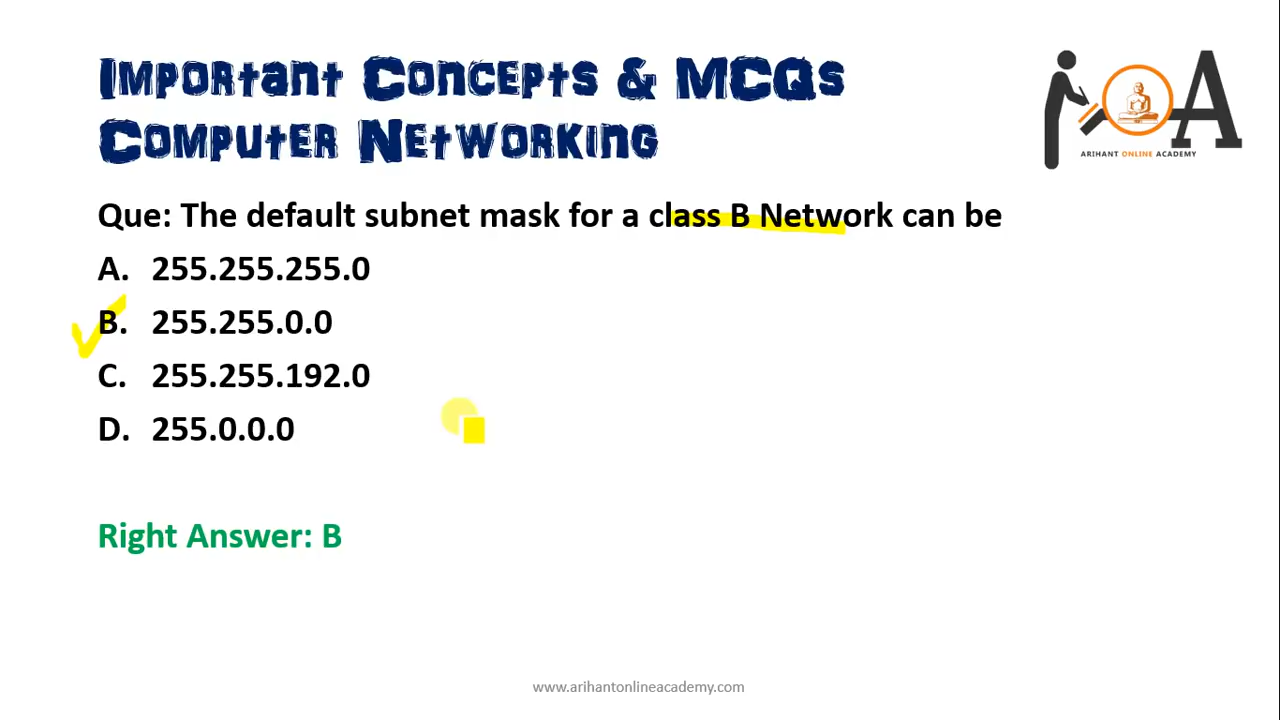 Important Concepts & MCQs
Computer Networking
A
ARIHANT ONLINE ACADEMY
Que: The default subnet mask for a class B Network can be
A. 255.255.255.0
B. 255.255.0.0
C. 255.255.192.0
D. 255.0.0.0
Right Answer: B
www.arihantonlineacademy.com